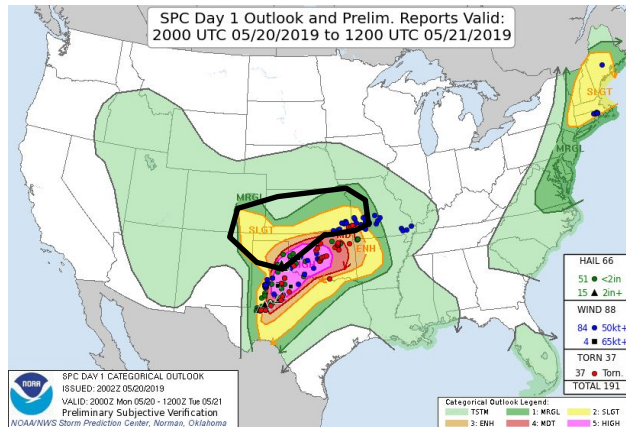 SPC Day 1 Outlook and Prelim. Reports Valid:
2000 UTC 05/20/2019 to 1200 UTC 05/21/2019
SLGT
MRGL
MRGL
SLGT
ENH
HAIL 66
51 <2in
15 2in+
WIND 88
84 50kt+
4 65kt+
TORN 37
37 Torn.
TOTAL 191
NOAA
SPC DAY 1 CATEGORICAL OUTLOOK
ISSUED: 2002Z 05/20/2019
VALID: 2000Z Mon 05/20 - 1200Z Tue 05/21
Preliminary Subjective Verification
NOAA/NWS Storm Prediction Center, Norman, Oklahoma
Categorical Outlook Legend:
TSTM 1: MRGL 2: SLGT
3: ENH 4: MDT 5: HIGH